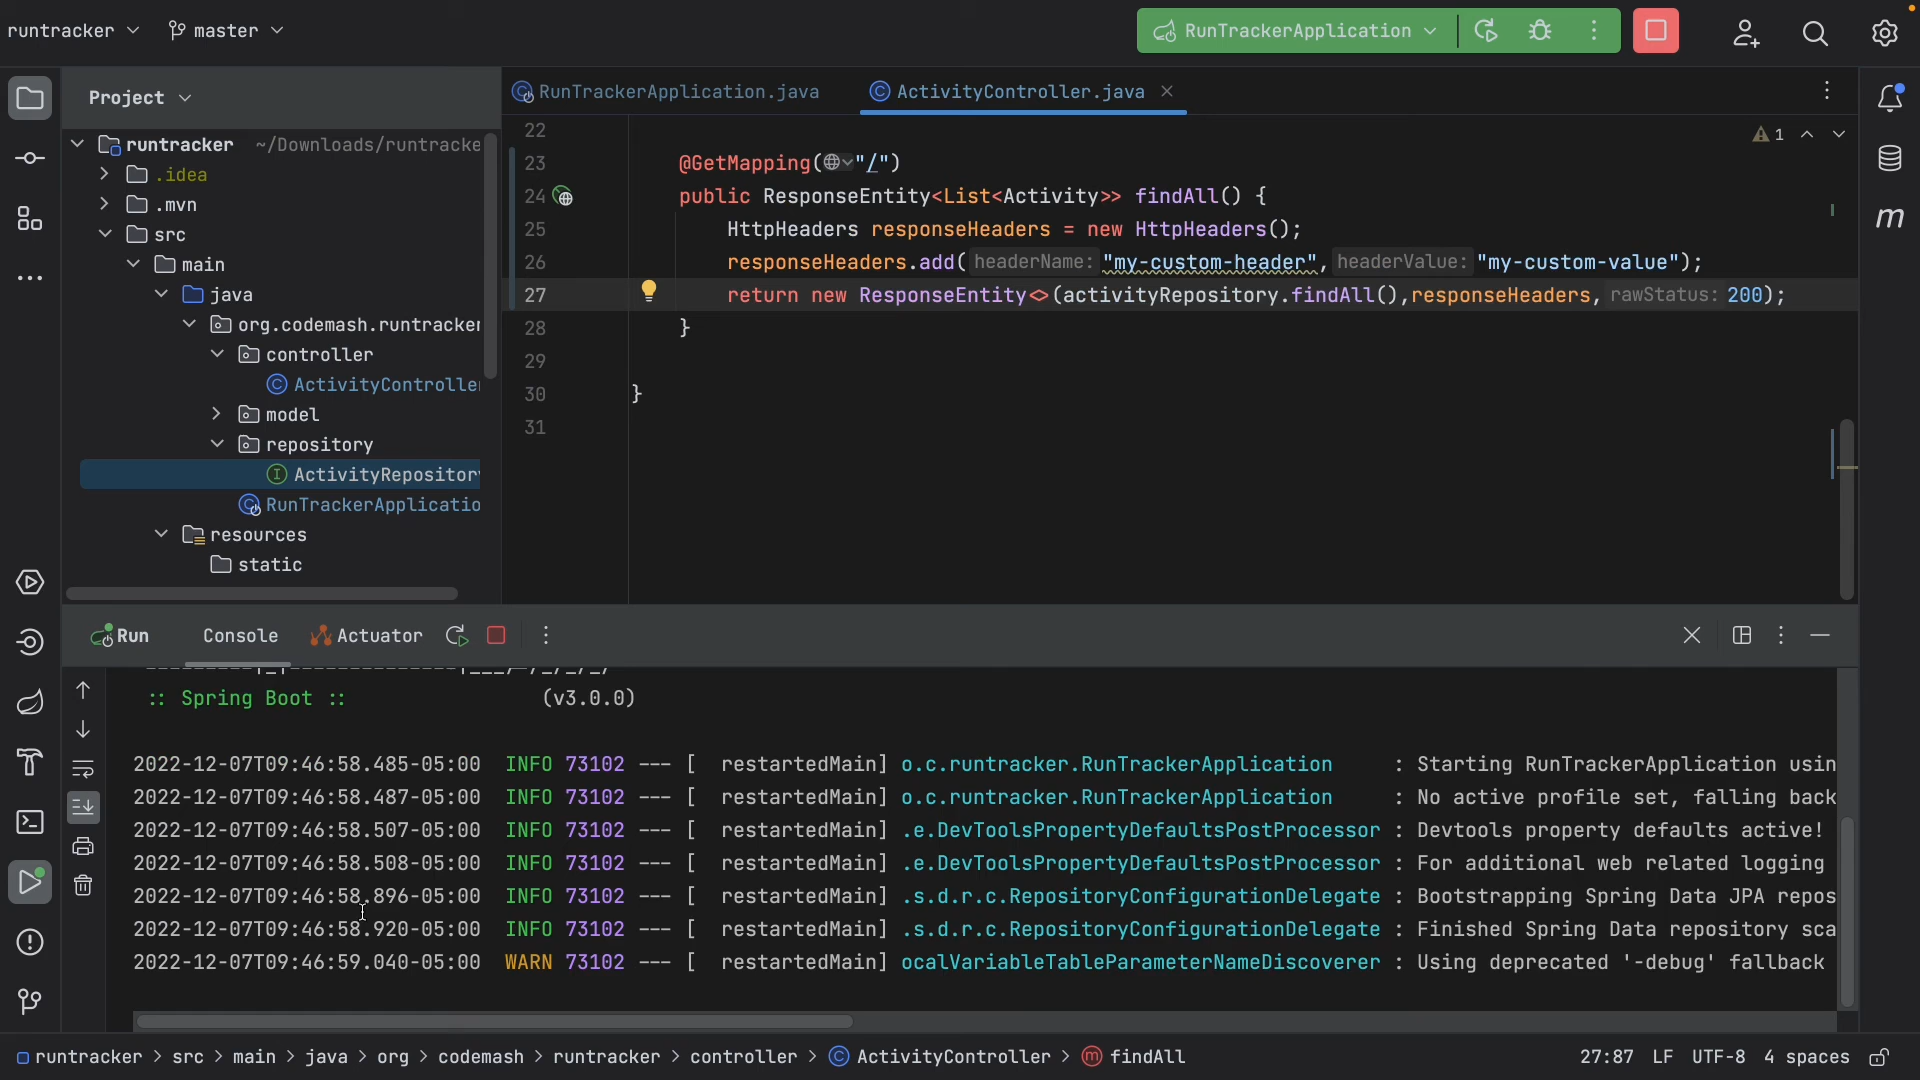 runtracker master RunTrackerApplication
Project
RunTrackerApplication.java ActivityController.java
runtracker ~/Downloads/runtracke
.idea
.mvn
src
main
java
org.codemash.runtracker
controller
ActivityController
model
repository
ActivityRepository
RunTrackerApplicatio
resources
static
1
22
23 @GetMapping("/")
24 public ResponseEntity<List<Activity>> findAll() {
25 HttpHeaders responseHeaders = new HttpHeaders();
26 responseHeaders.add( headerName: "my-custom-header", headerValue: "my-custom-value");
27 return new ResponseEntity<>(activityRepository.findAll(),responseHeaders, rawStatus: 200);
28 }
29
30 }
31
m
Run Console Actuator
:: Spring Boot :: (v3.0.0)
2022-12-07T09:46:58.485-05:00 INFO 73102 --- [ restartedMain] o.c.runtracker.RunTrackerApplication : Starting RunTrackerApplication usin
2022-12-07T09:46:58.487-05:00 INFO 73102 --- [ restartedMain] o.c.runtracker.RunTrackerApplication : No active profile set, falling back
2022-12-07T09:46:58.507-05:00 INFO 73102 --- [ restartedMain] .e.DevToolsPropertyDefaultsPostProcessor : Devtools property defaults active!
2022-12-07T09:46:58.508-05:00 INFO 73102 --- [ restartedMain] .e.DevToolsPropertyDefaultsPostProcessor : For additional web related logging
2022-12-07T09:46:58.896-05:00 INFO 73102 --- [ restartedMain] .s.d.r.c.RepositoryConfigurationDelegate : Bootstrapping Spring Data JPA repos
2022-12-07T09:46:58.920-05:00 INFO 73102 --- [ restartedMain] .s.d.r.c.RepositoryConfigurationDelegate : Finished Spring Data repository sca
2022-12-07T09:46:59.040-05:00 WARN 73102 --- [ restartedMain] ocalVariableTableParameterNameDiscoverer : Using deprecated '-debug' fallback
runtracker > src > main > java > org > codemash > runtracker > controller > ActivityController > findAll 27:87 LF UTF-8 4 spaces